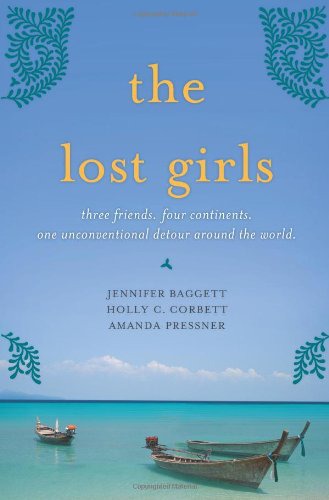 the
lost girls
three friends. four continents.
one unconventional detour around the world.
JENNIFER BAGGETT
HOLLY C. CORBETT
AMANDA PRESSNER